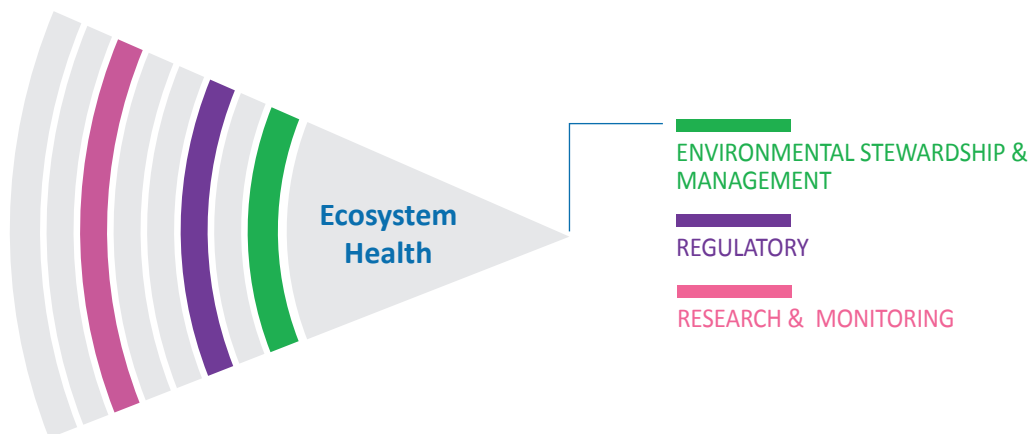 Ecosystem
Health
ENVIRONMENTAL STEWARDSHIP &
MANAGEMENT
REGULATORY
RESEARCH & MONITORING